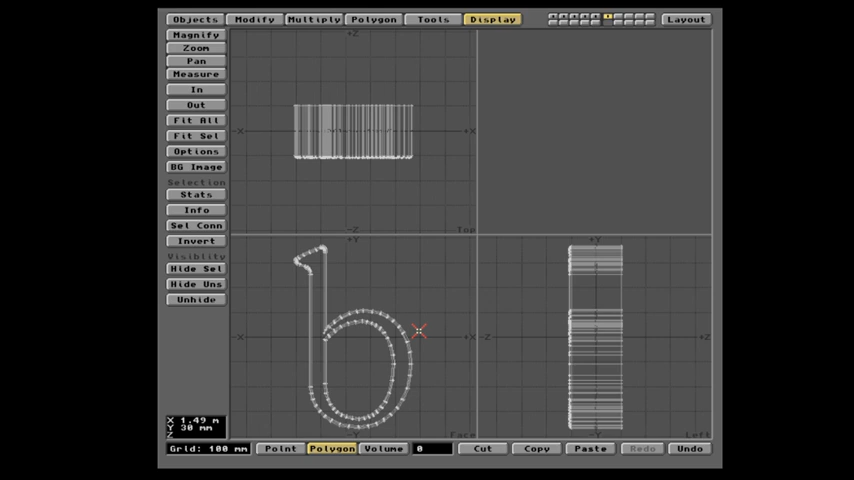 Objects Modify Multiply Polygon Tools Display Layout
Magnify
Zoom
Pan
Measure
In
Out
Fit All
Fit Sel
Options
BG Image
Selection
Stats
Info
Sel Conn
Invert
Visiblity
Hide Sel
Hide Uns
Unhide
+Z
-X +X
-Z Top
+Y +Y
-X +X -Z +Z
-Y Face -Y Left
X 1.49 m
Y 30 mm
Z
Grid: 100 mm Point Polygon Volume 0 Cut Copy Paste Redo Undo